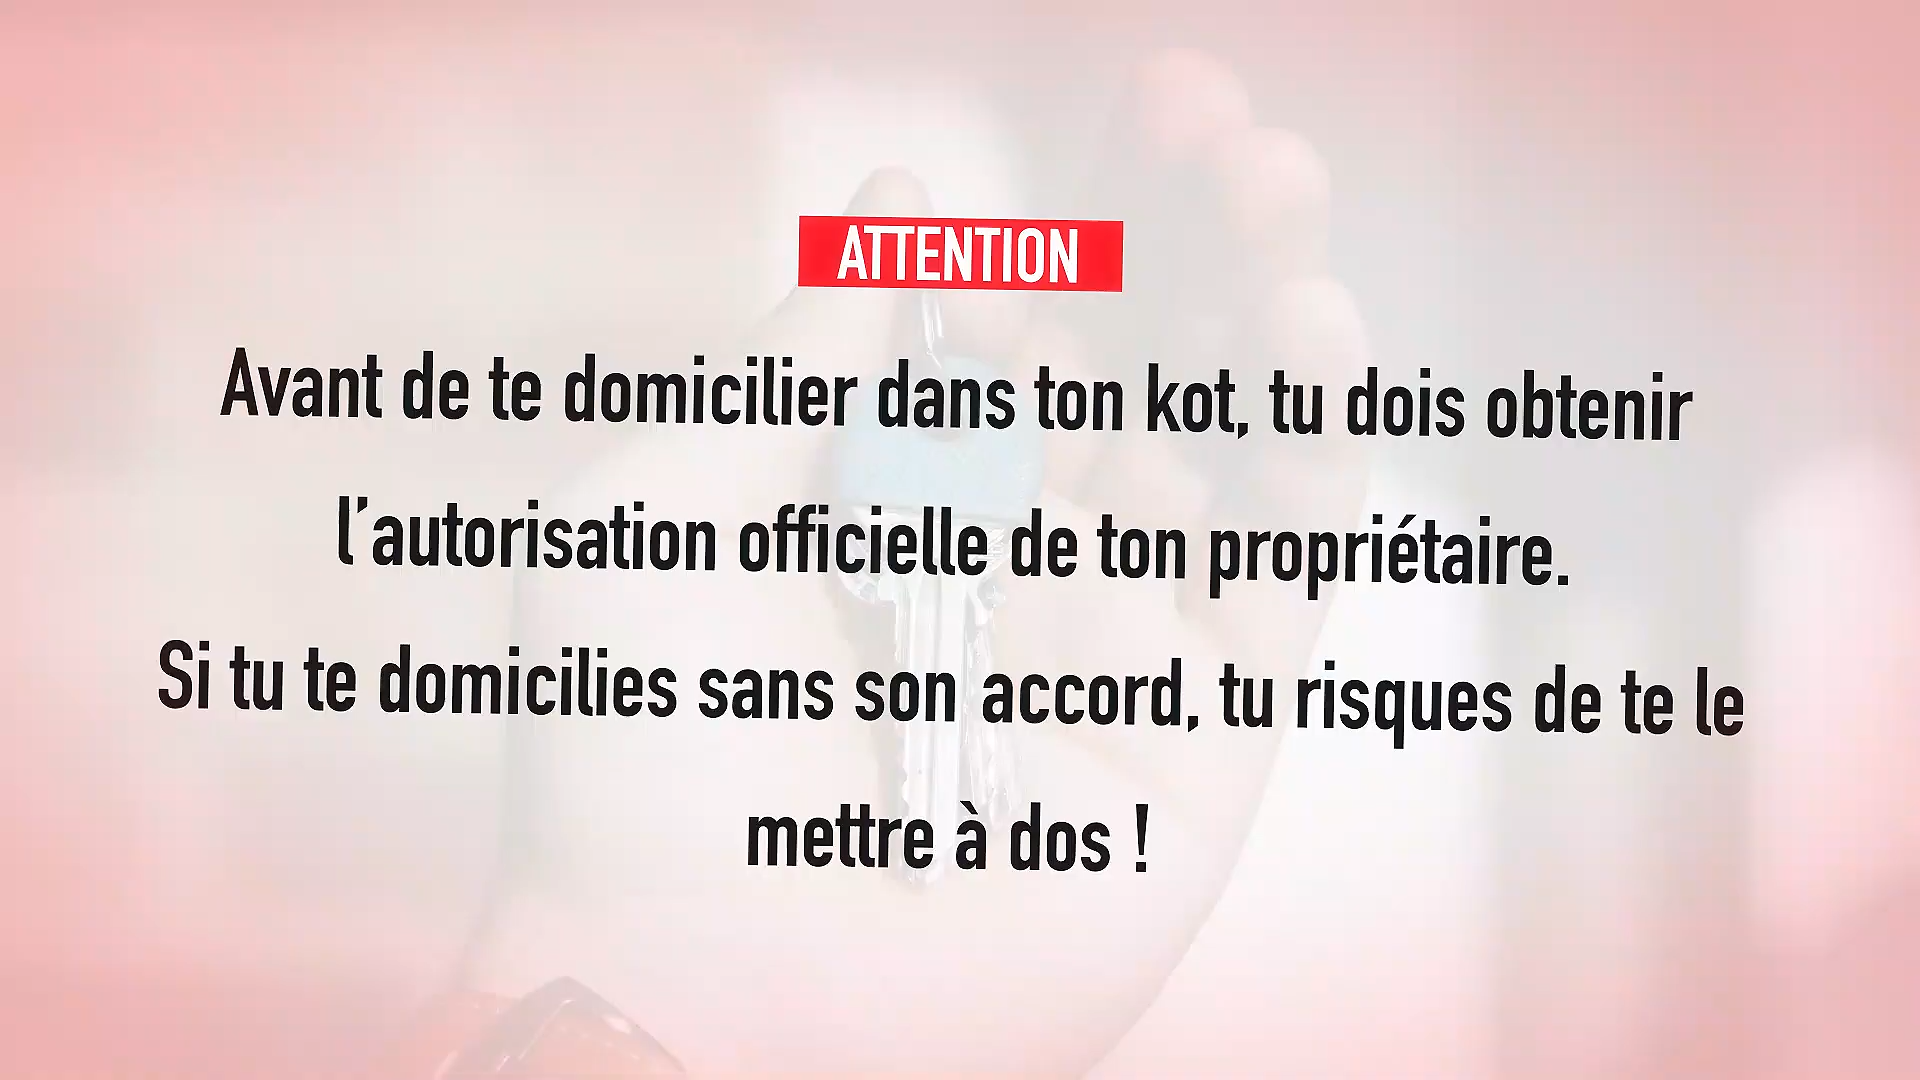 ATTENTION
Avant de te domicilier dans ton kot, tu dois obtenir
l'autorisation officielle de ton propriétaire.
Si tu te domicilies sans son accord, tu risques de te le
mettre à dos !